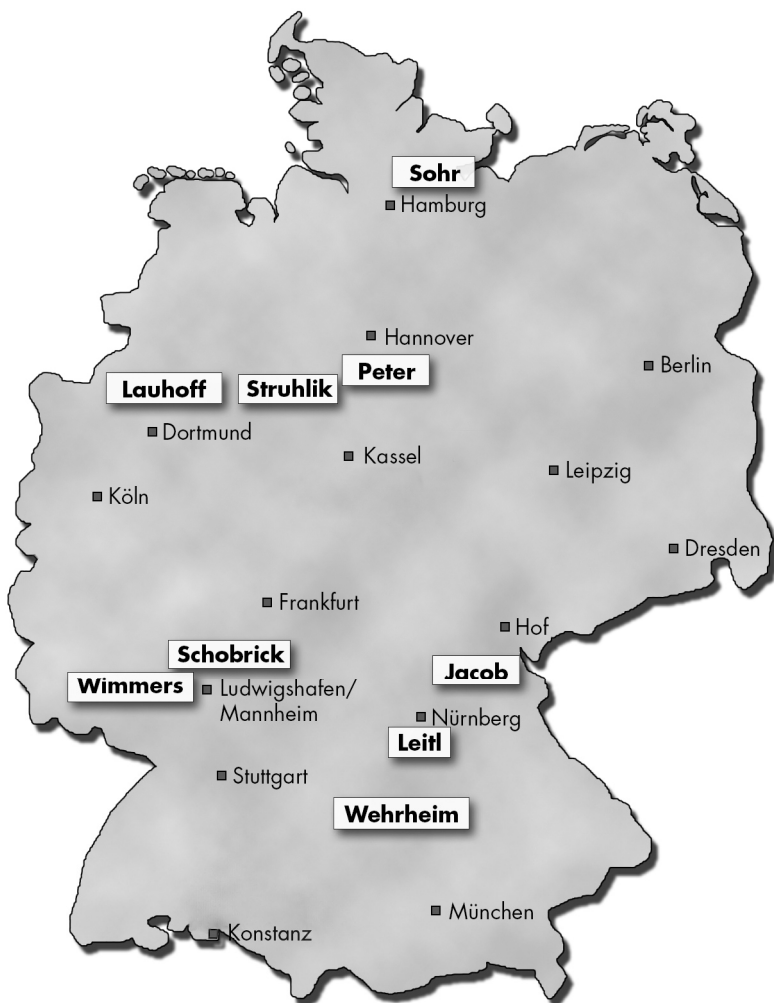 Sohr
Hamburg
Hannover
Peter
Berlin
Lauhoff
Struhlik
Dortmund
Kassel
Leipzig
Köln
Dresden
Frankfurt
Hof
Schobrick
Jacob
Wimmers
Ludwigshafen/
Mannheim
Nürnberg
Leitl
Stuttgart
Wehrheim
München
Konstanz